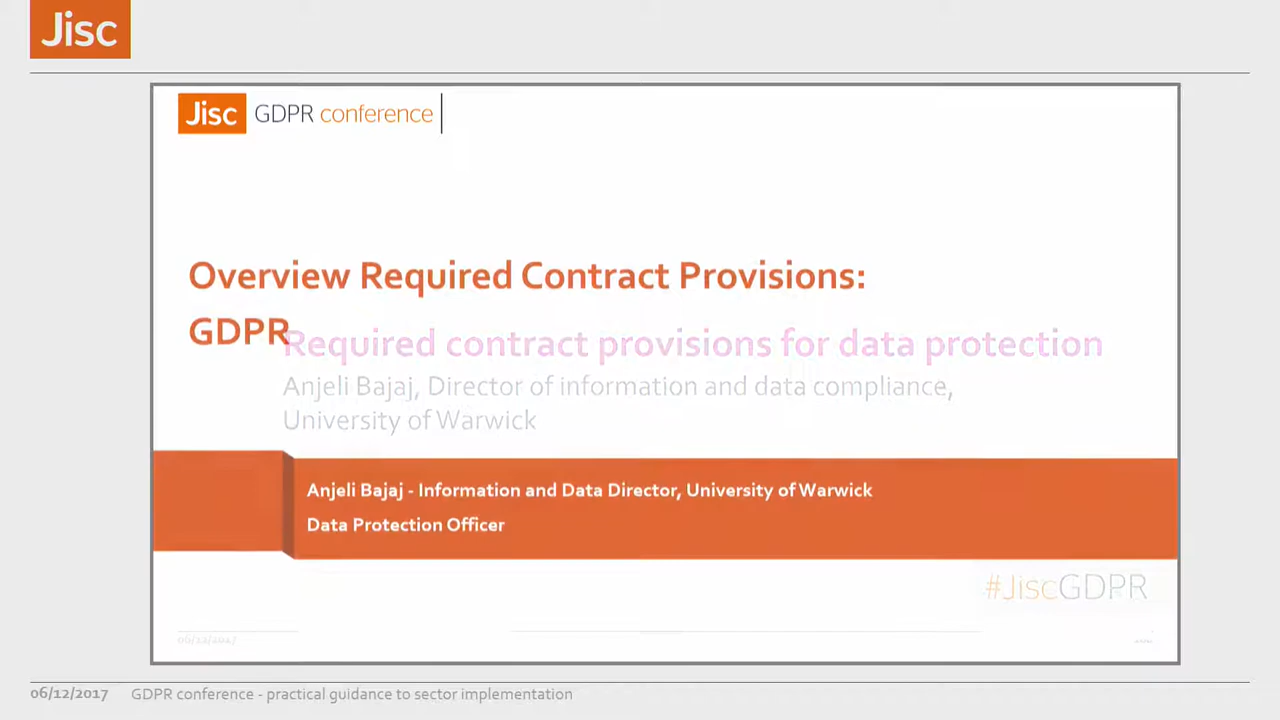 Jisc
Jisc GDPR conference
Overview Required Contract Provisions:
GDPR
Required contract provisions for data protection
Anjeli Bajaj, Director of information and data compliance,
University of Warwick
Anjeli Bajaj - Information and Data Director, University of Warwick
Data Protection Officer
#JiscGDPR
06/12/2017 GDPR conference - practical guidance to sector implementation